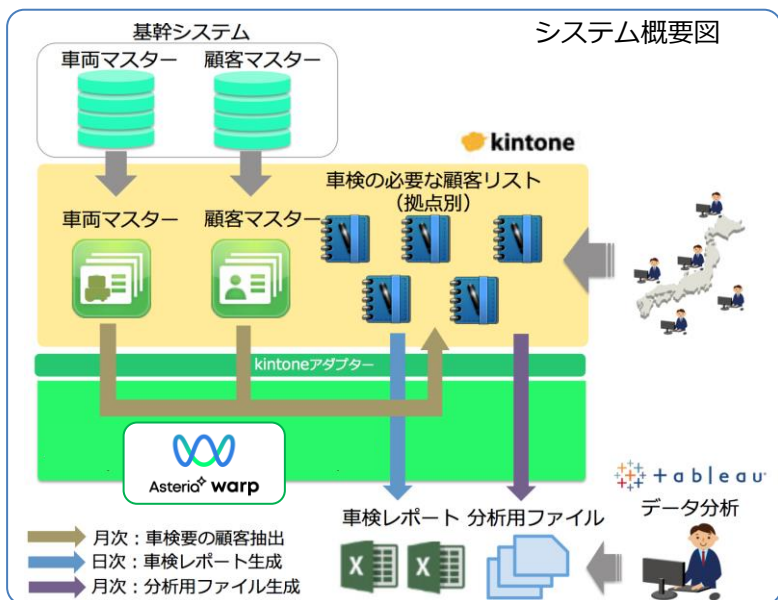 システム概要図
基幹システム
車両マスター
顧客マスター
kintone
車検の必要な顧客リスト
（拠点別）
車両マスター
顧客マスター
kintoneアダプター
Asteria warp
+ a b l e a u
データ分析
車検レポート
分析用ファイル
X
X
月次：車検要の顧客抽出
日次：車検レポート生成
月次：分析用ファイル生成